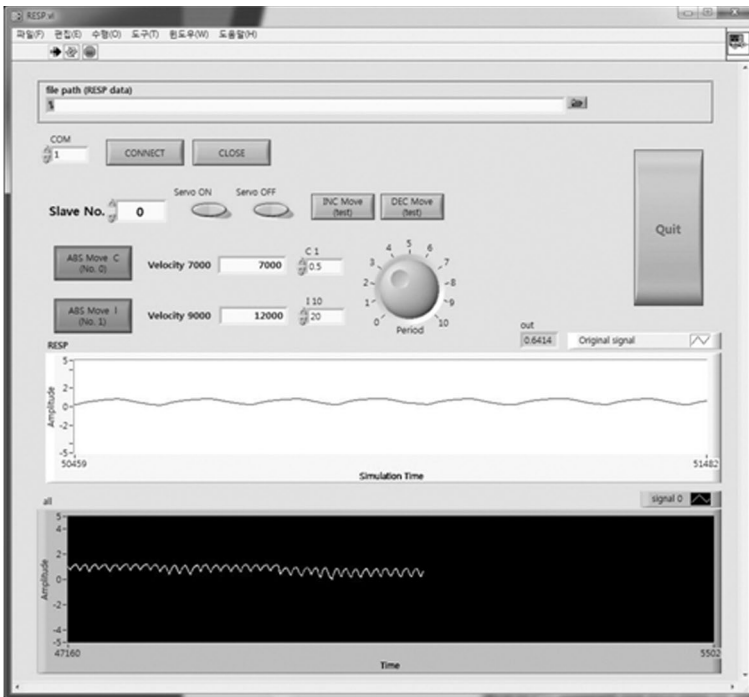 RESP.vi
파일(F) 편집(E) 수행(O) 도구(T) 윈도우(W) 도움말(H)
file path (RESP data)
COM
1
CONNECT
CLOSE
Servo ON
Servo OFF
Slave No.
0
INC Move
(test)
DEC Move
(test)
Quit
ABS Move C
(No. 0)
Velocity 7000
7000
C 1
0.5
ABS Move I
(No. 1)
Velocity 9000
12000
I 10
20
0 1 2 3 4 5 6 7 8 9 10
Period
out
0.6414
Original signal
RESP
Amplitude
5
2
0
-2
-5
50459
51482
Simulation Time
all
signal 0
Amplitude
5
4
2
0
-2
-4
-5
47160
5502
Time